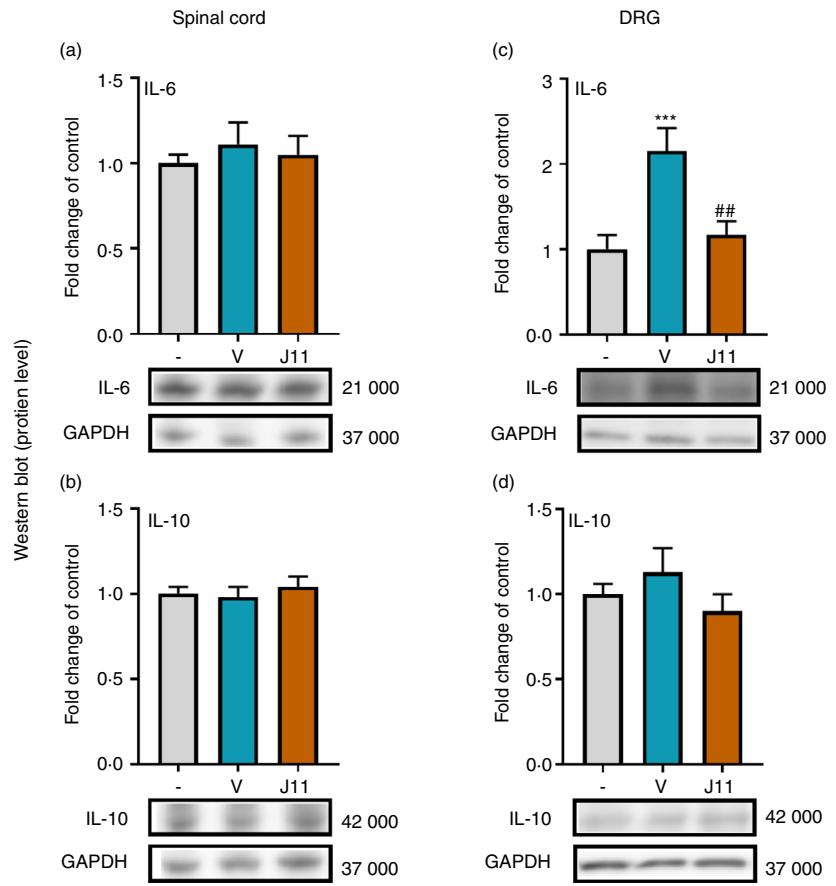 Spinal cord
DRG
Western blot (protien level)
(a)
IL-6
Fold change of control
1·5
1·0
0·5
0·0
- V J11
IL-6 21 000
GAPDH 37 000
(c)
IL-6
Fold change of control
3
2
1
0
***
##
- V J11
IL-6 21 000
GAPDH 37 000
(b)
IL-10
Fold change of control
1·5
1·0
0·5
0·0
- V J11
IL-10 42 000
GAPDH 37 000
(d)
IL-10
Fold change of control
1·5
1·0
0·5
0·0
- V J11
IL-10 42 000
GAPDH 37 000